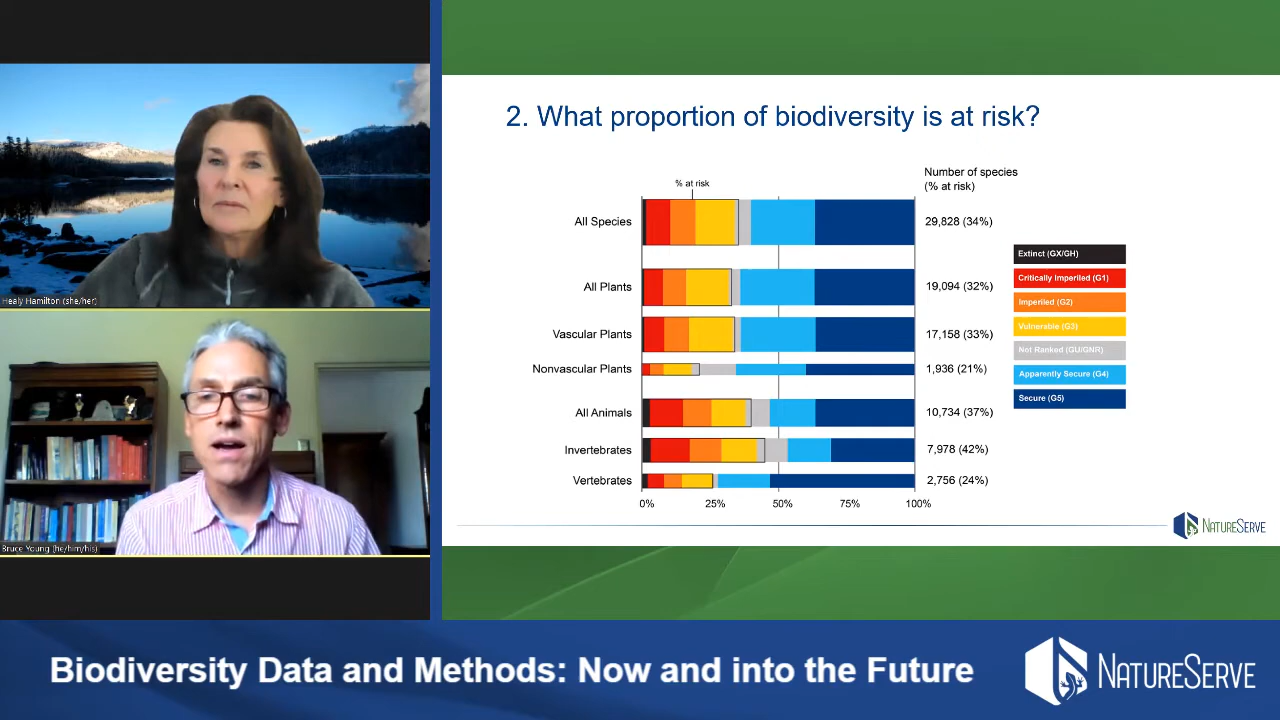 Healy Hamilton (she/her)
Bruce Young (he/him/his)
2. What proportion of biodiversity is at risk?
Number of species
(% at risk)
% at risk
All Species
29,828 (34%)
All Plants
19,094 (32%)
Vascular Plants
17,158 (33%)
Nonvascular Plants
1,936 (21%)
All Animals
10,734 (37%)
Invertebrates
7,978 (42%)
Vertebrates
2,756 (24%)
0%
25%
50%
75%
100%
Extinct (GX/GH)
Critically Imperiled (G1)
Imperiled (G2)
Vulnerable (G3)
Not Ranked (GU/GNR)
Apparently Secure (G4)
Secure (G5)
NATURESERVE
Biodiversity Data and Methods: Now and into the Future
NATURESERVE